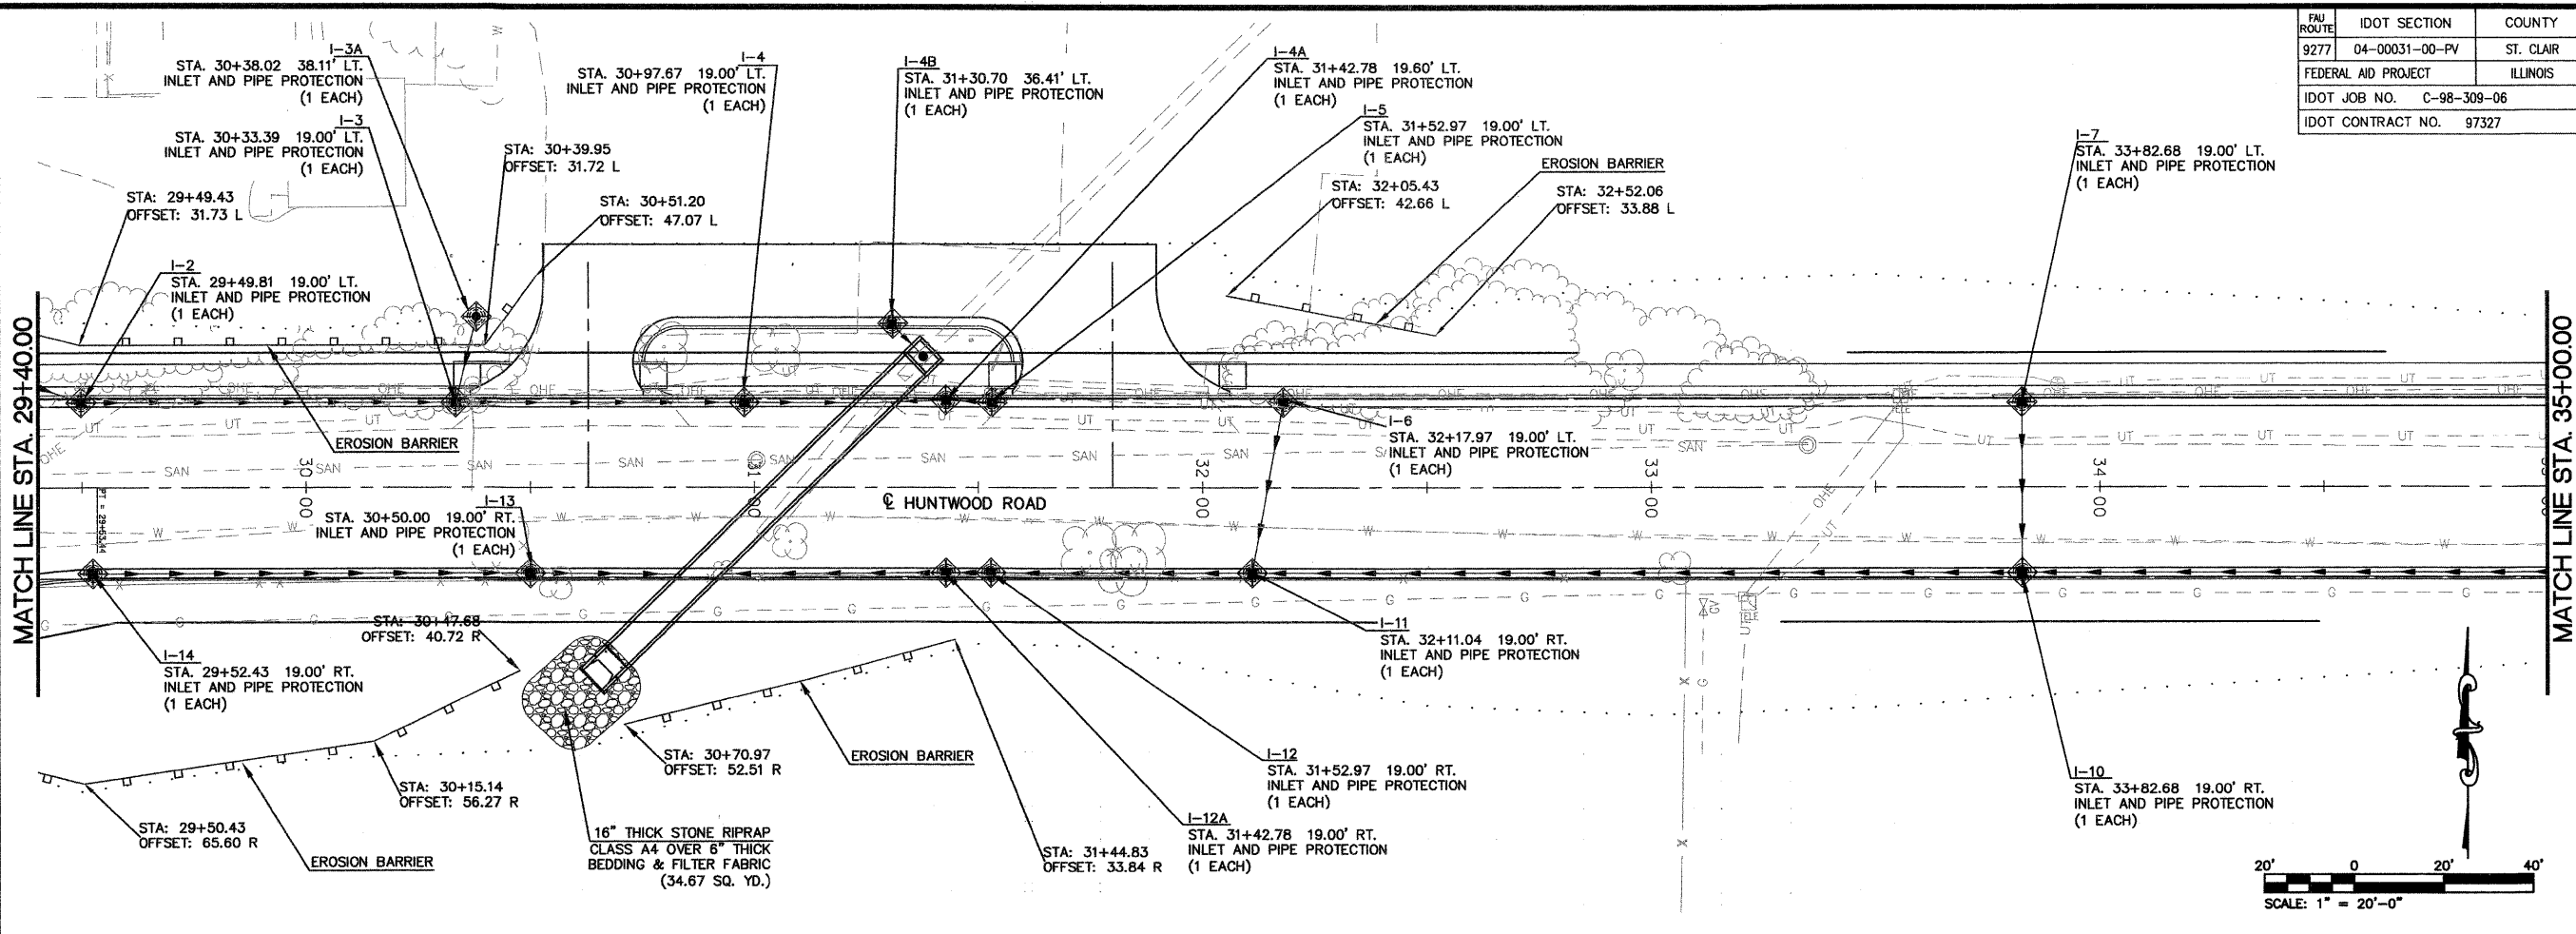 FAU ROUTE
IDOT SECTION
COUNTY
9277
04-00031-00-PV
ST. CLAIR
FEDERAL AID PROJECT
ILLINOIS
IDOT JOB NO. C-98-309-06
IDOT CONTRACT NO. 97327
I-3A
STA. 30+38.02 38.11' LT.
INLET AND PIPE PROTECTION
(1 EACH)
I-3
STA. 30+33.39 19.00' LT.
INLET AND PIPE PROTECTION
(1 EACH)
STA: 30+39.95
OFFSET: 31.72 L
STA: 29+49.43
OFFSET: 31.73 L
STA: 30+51.20
OFFSET: 47.07 L
I-2
STA. 29+49.81 19.00' LT.
INLET AND PIPE PROTECTION
(1 EACH)
I-4
STA. 30+97.67 19.00' LT.
INLET AND PIPE PROTECTION
(1 EACH)
I-4B
STA. 31+30.70 36.41' LT.
INLET AND PIPE PROTECTION
(1 EACH)
I-4A
STA. 31+42.78 19.60' LT.
INLET AND PIPE PROTECTION
(1 EACH)
I-5
STA. 31+52.97 19.00' LT.
INLET AND PIPE PROTECTION
(1 EACH)
EROSION BARRIER
STA: 32+05.43
OFFSET: 42.66 L
STA: 32+52.06
OFFSET: 33.88 L
I-7
STA. 33+82.68 19.00' LT.
INLET AND PIPE PROTECTION
(1 EACH)
MATCH LINE STA. 29+40.00
MATCH LINE STA. 35+00.00
EROSION BARRIER
I-6
STA. 32+17.97 19.00' LT.
INLET AND PIPE PROTECTION
(1 EACH)
30+00
31+00
32+00
33+00
34+00
PT = 29+53.44
℄ HUNTWOOD ROAD
I-13
STA. 30+50.00 19.00' RT.
INLET AND PIPE PROTECTION
(1 EACH)
STA: 30+47.68
OFFSET: 40.72 R
I-14
STA. 29+52.43 19.00' RT.
INLET AND PIPE PROTECTION
(1 EACH)
I-11
STA. 32+11.04 19.00' RT.
INLET AND PIPE PROTECTION
(1 EACH)
STA: 30+70.97
OFFSET: 52.51 R
EROSION BARRIER
I-12
STA. 31+52.97 19.00' RT.
INLET AND PIPE PROTECTION
(1 EACH)
I-10
STA. 33+82.68 19.00' RT.
INLET AND PIPE PROTECTION
(1 EACH)
STA: 30+15.14
OFFSET: 56.27 R
STA: 29+50.43
OFFSET: 65.60 R
EROSION BARRIER
16" THICK STONE RIPRAP
CLASS A4 OVER 6" THICK
BEDDING & FILTER FABRIC
(34.67 SQ. YD.)
STA: 31+44.83
OFFSET: 33.84 R
I-12A
STA. 31+42.78 19.00' RT.
INLET AND PIPE PROTECTION
(1 EACH)
20' 0 20' 40'
SCALE: 1" = 20'-0"